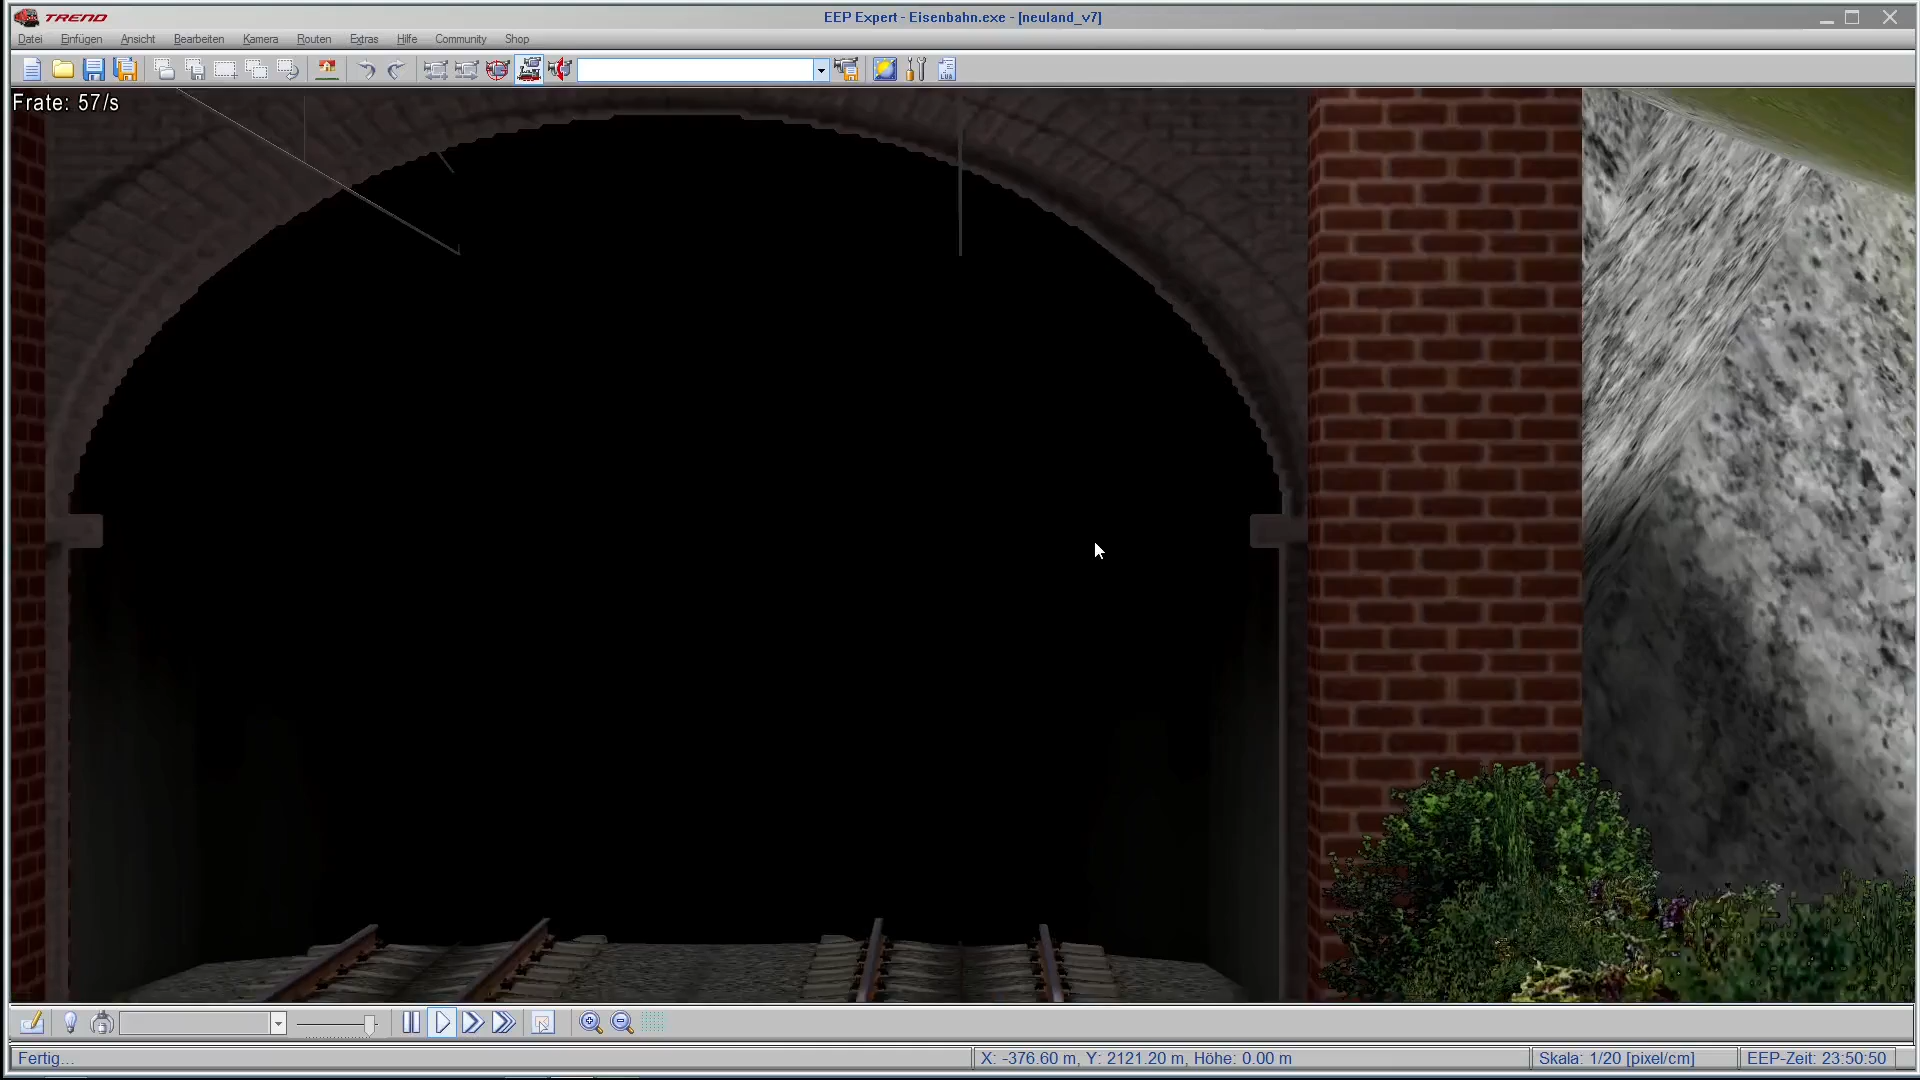 TREND
EEP Expert - Eisenbahn.exe - [neuland_v7]
Datei Einfügen Ansicht Bearbeiten Kamera Routen Extras Hilfe Community Shop
LUA
Frate: 57/s
Fertig...
X: -376.60 m, Y: 2121.20 m, Höhe: 0.00 m
Skala: 1/20 [pixel/cm]
EEP-Zeit: 23:50:50